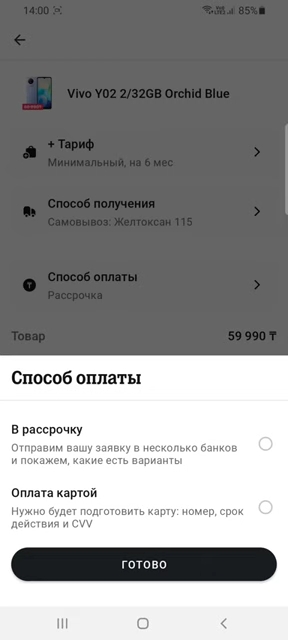 14:00
85%
Vivo Y02 2/32GB Orchid Blue
+ Тариф
Минимальный, на 6 мес
Способ получения
Самовывоз: Желтоксан 115
Способ оплаты
Рассрочка
Товар 59 990 ₸
Способ оплаты
В рассрочку
Отправим вашу заявку в несколько банков
и покажем, какие есть варианты
Оплата картой
Нужно будет подготовить карту: номер, срок
действия и CVV
ГОТОВО